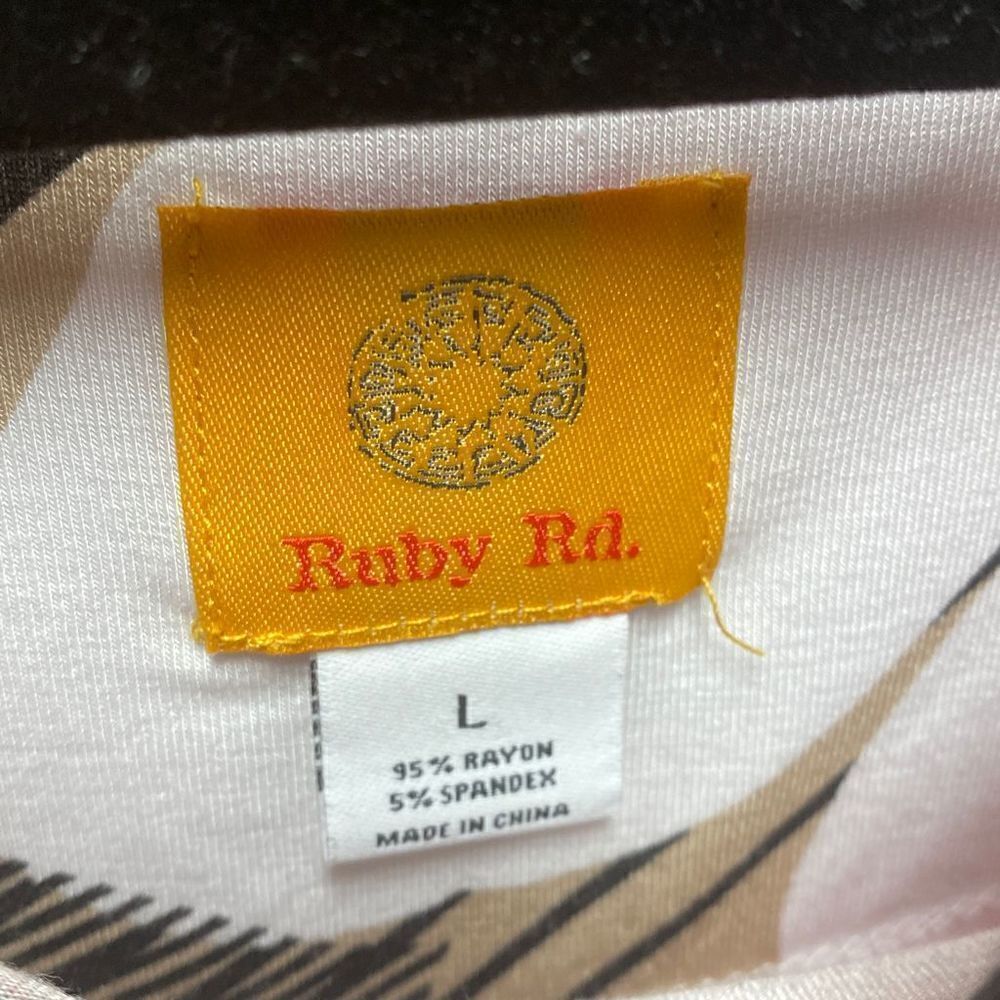 Ruby Rd.
L
95% RAYON
5% SPANDEX
MADE IN CHINA